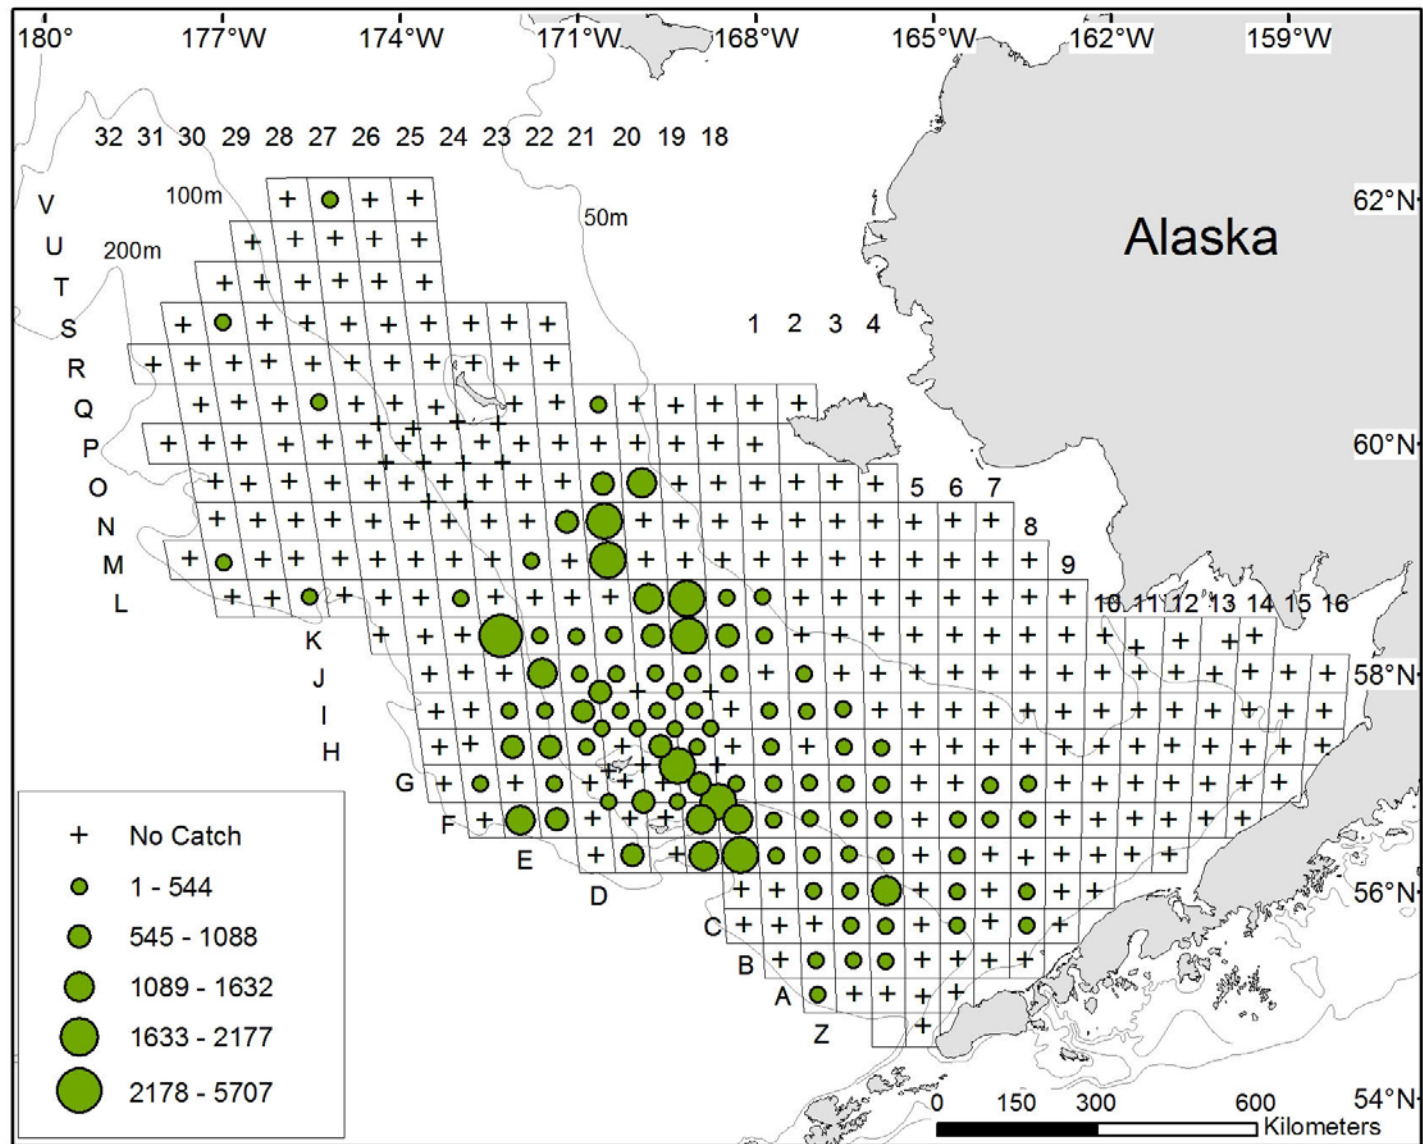 180° 177°W 174°W 171°W 168°W 165°W 162°W 159°W
32 31 30 29 28 27 26 25 24 23 22 21 20 19 18
100m
V
62°N
50m
Alaska
U
200m
T
S
1 2 3 4
R
Q
P
60°N
O
5 6 7
N
8
M
9
L
10 11 12 13 14 15 16
K
J
58°N
I
H
G
F
E
D
56°N
C
B
A
Z
No Catch
1 - 544
545 - 1088
1089 - 1632
1633 - 2177
2178 - 5707
0 150 300 600
Kilometers
54°N